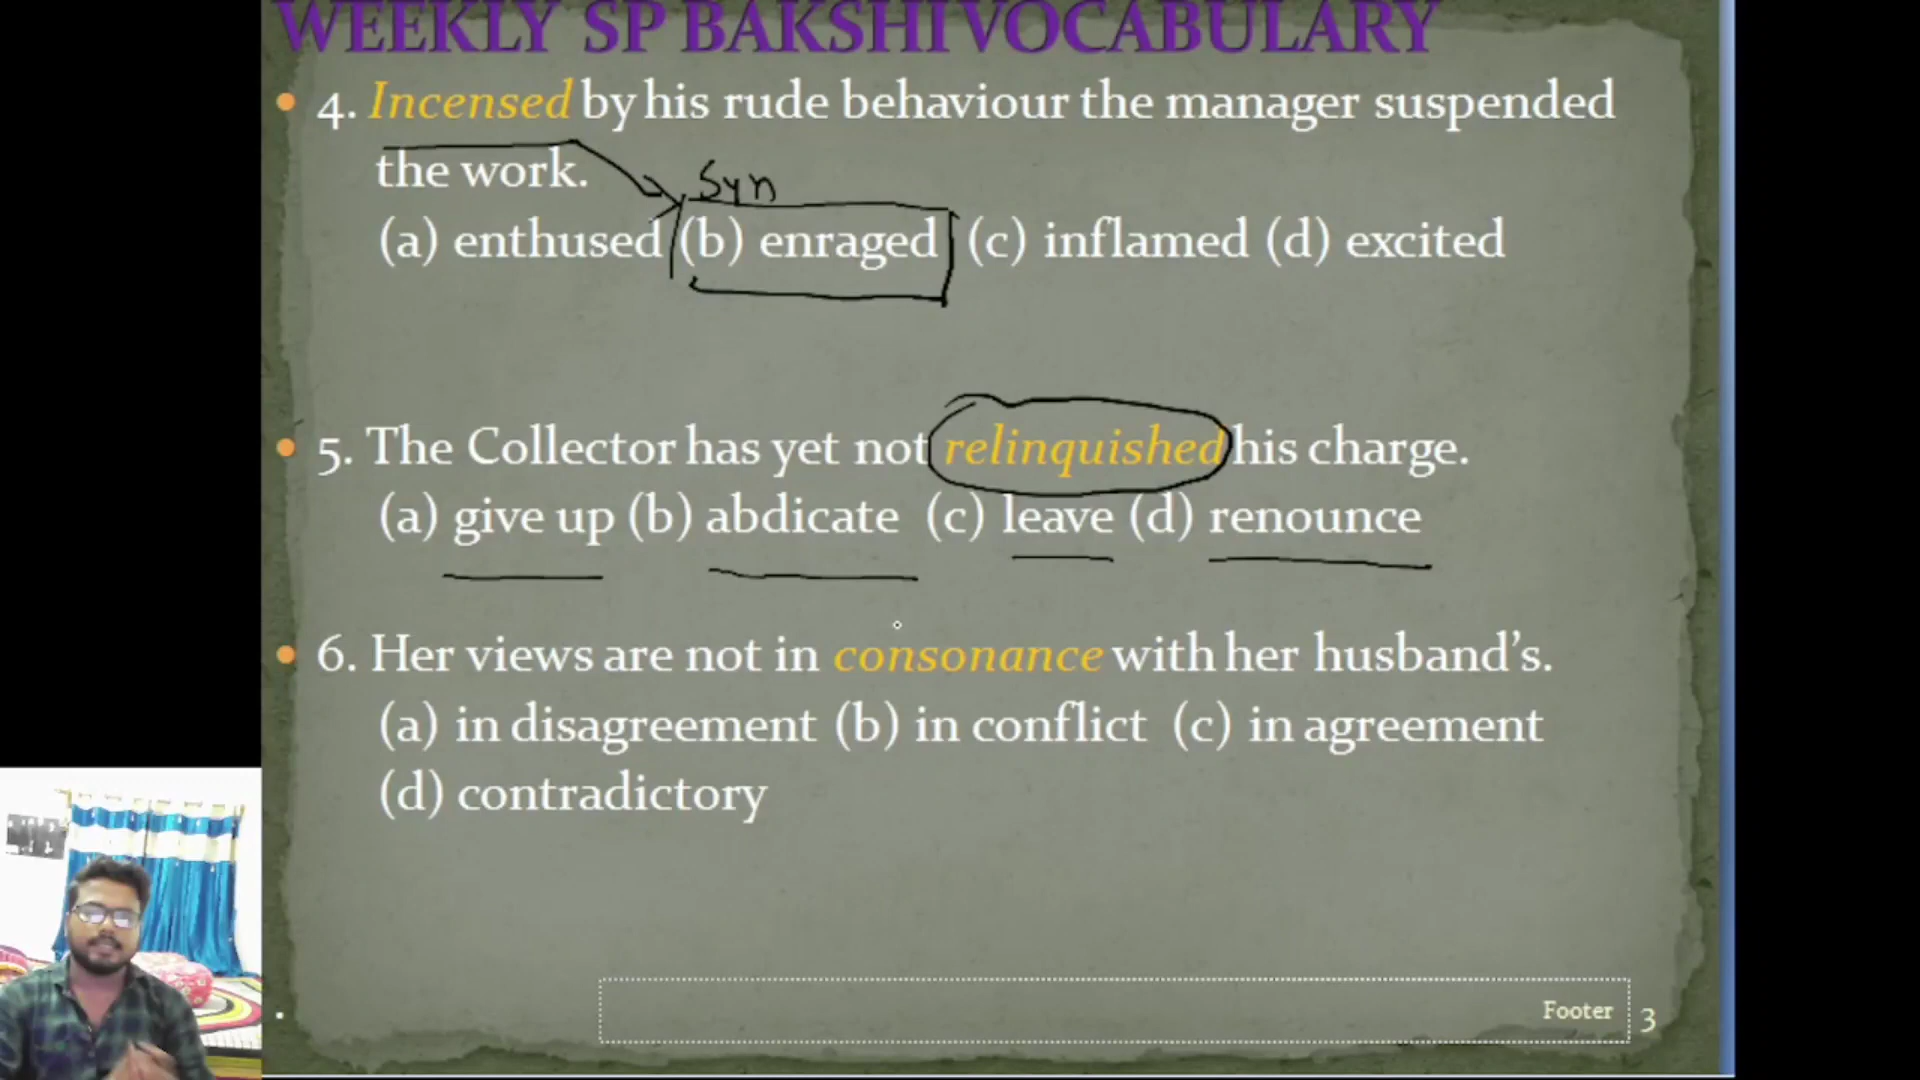 WEEKLY SP BAKSHI VOCABULARY
• 4. Incensed by his rude behaviour the manager suspended
the work.
Syn
(a) enthused (b) enraged (c) inflamed (d) excited
• 5. The Collector has yet not relinquished his charge.
(a) give up (b) abdicate (c) leave (d) renounce
• 6. Her views are not in consonance with her husband’s.
(a) in disagreement (b) in conflict (c) in agreement
(d) contradictory
Footer 3